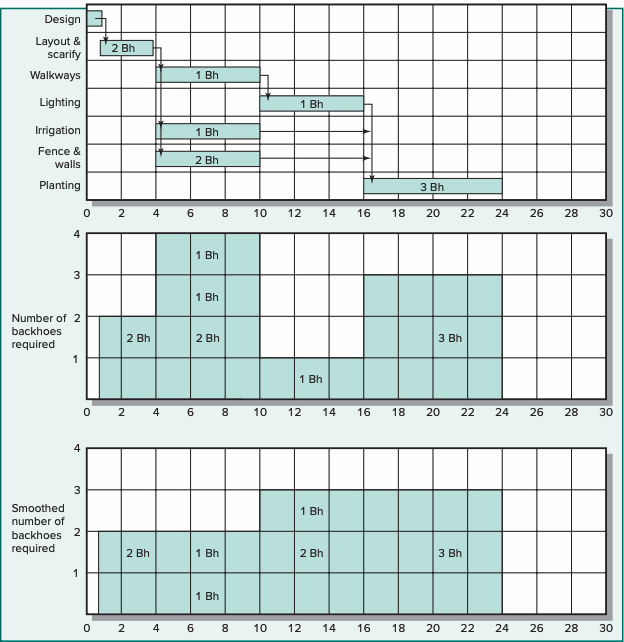 Design
Layout &
scarify
2 Bh
Walkways
1 Bh
Lighting
1 Bh
Irrigation
1 Bh
Fence &
walls
2 Bh
Planting
3 Bh
0 2 4 6 8 10 12 14 16 18 20 22 24 26 28 30
4
1 Bh
3
1 Bh
Number of
backhoes
required
2
2 Bh 2 Bh 3 Bh
1
1 Bh
0 2 4 6 8 10 12 14 16 18 20 22 24 26 28 30
4
3
1 Bh
Smoothed
number of
backhoes
required
2
2 Bh 1 Bh 2 Bh 3 Bh
1
1 Bh
0 2 4 6 8 10 12 14 16 18 20 22 24 26 28 30